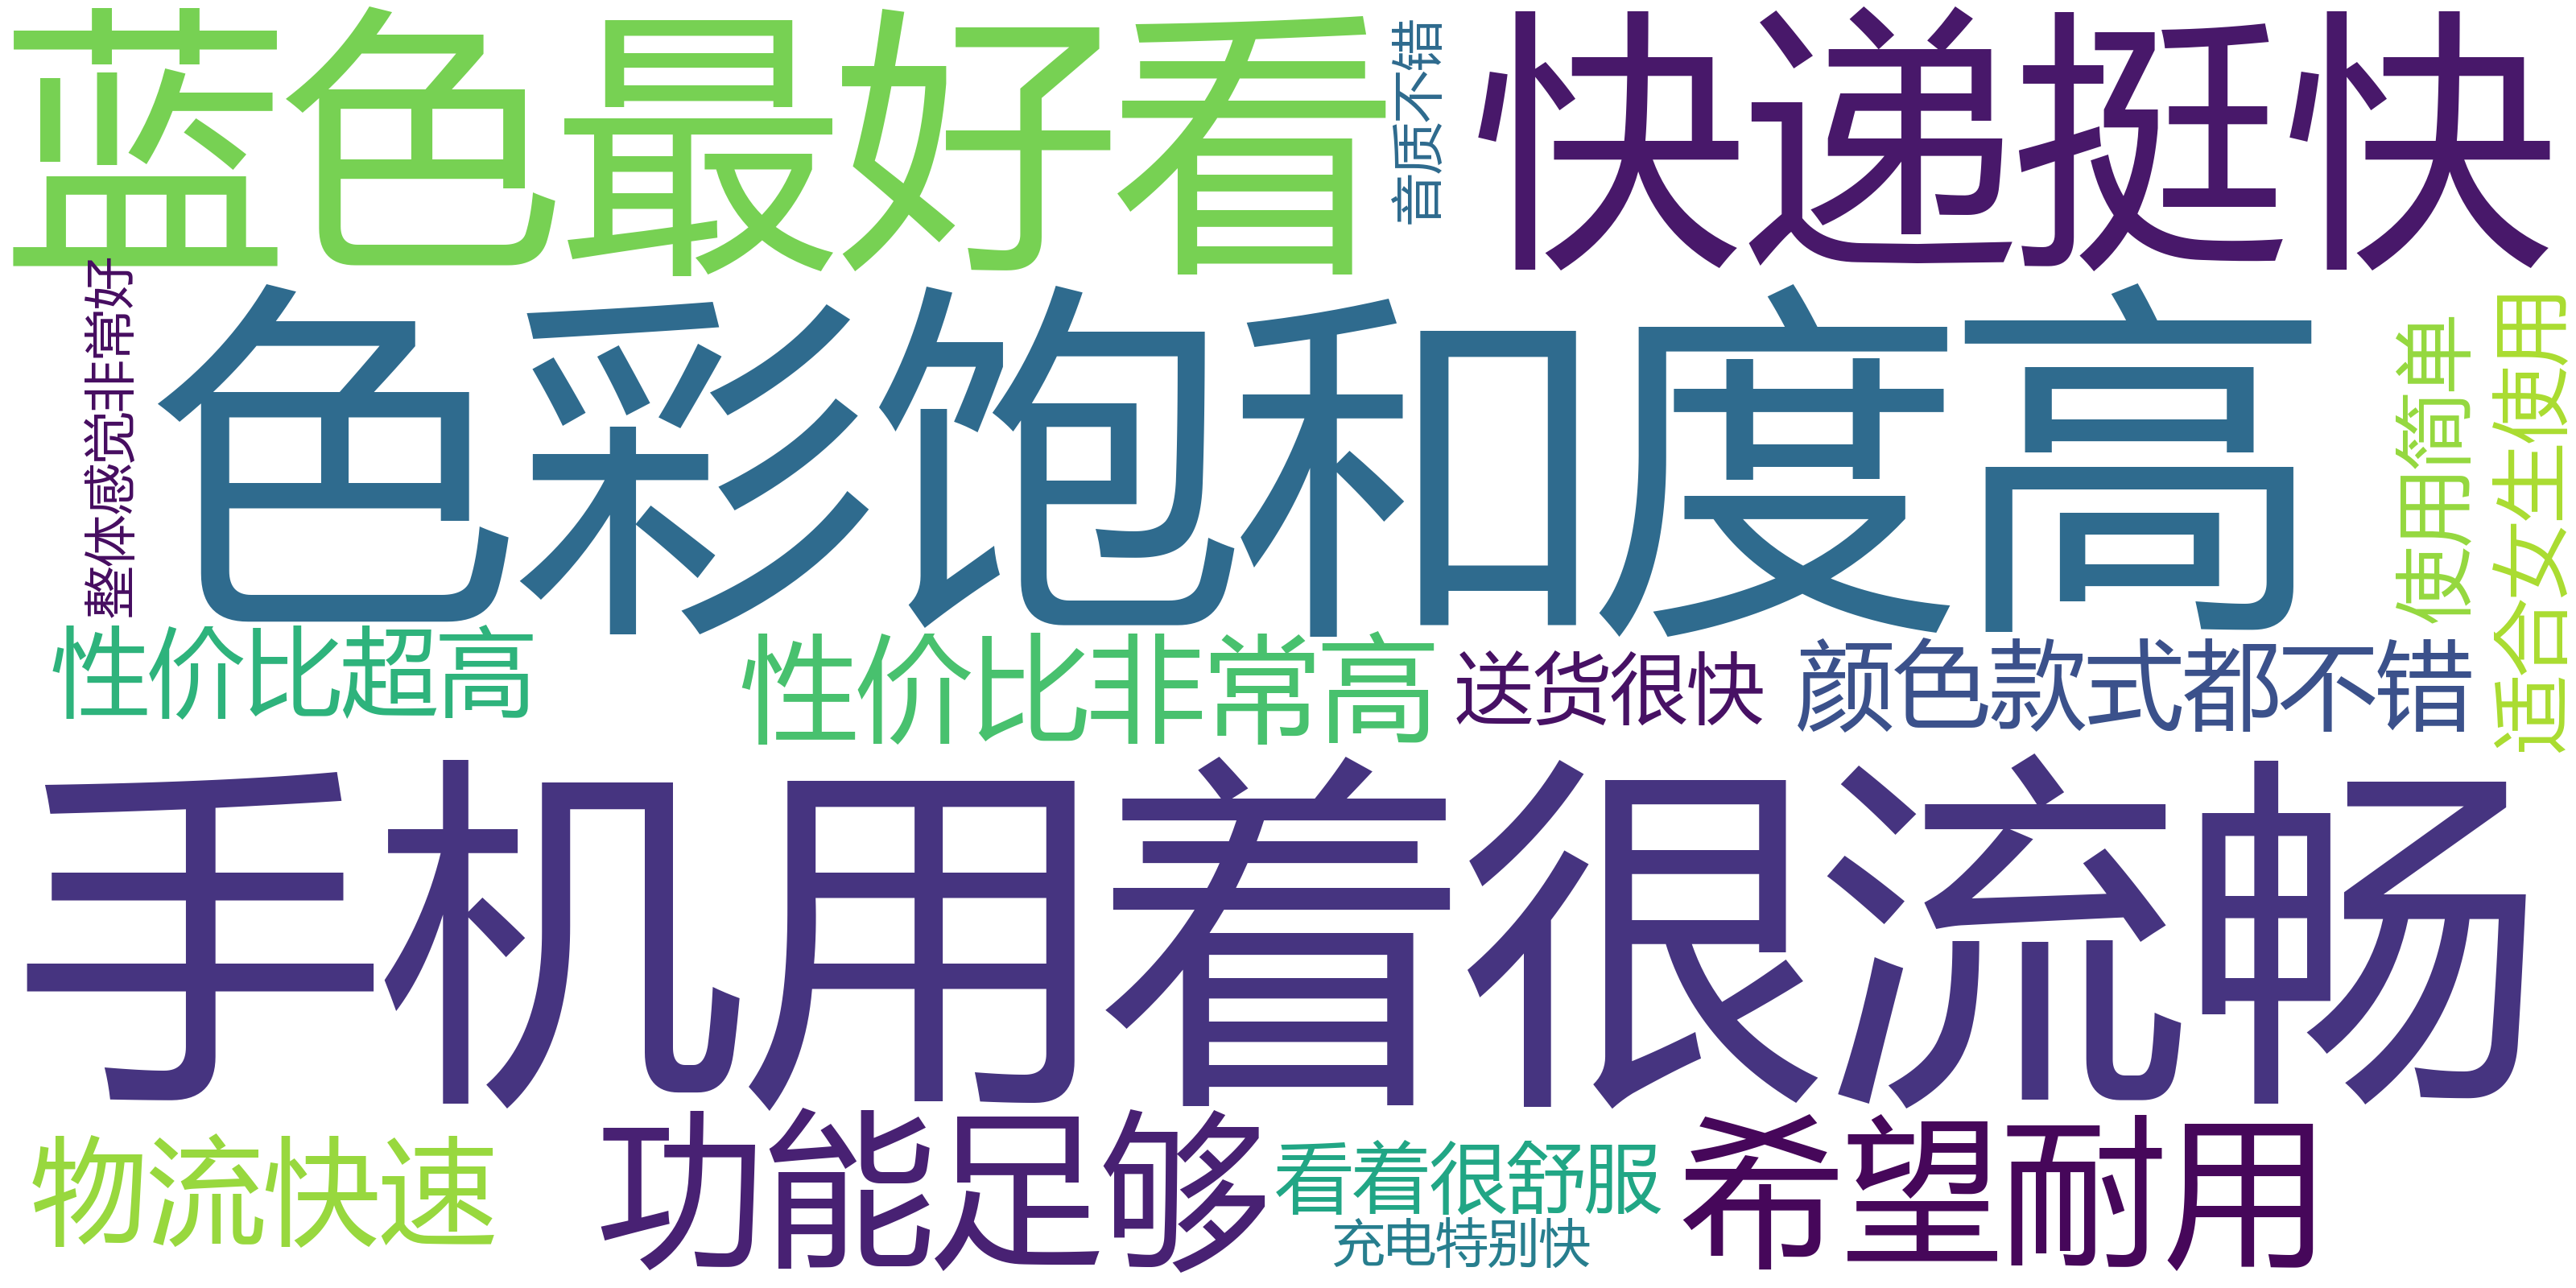 蓝色最好看
首质不错
快递挺快
整体感觉非常好
色彩饱和度高
使用简单
适合女生使用
性价比超高
性价比非常高
送货很快
颜色款式都不错
手机用着很流畅
物流快速
功能足够
看着很舒服
充电特别快
希望耐用